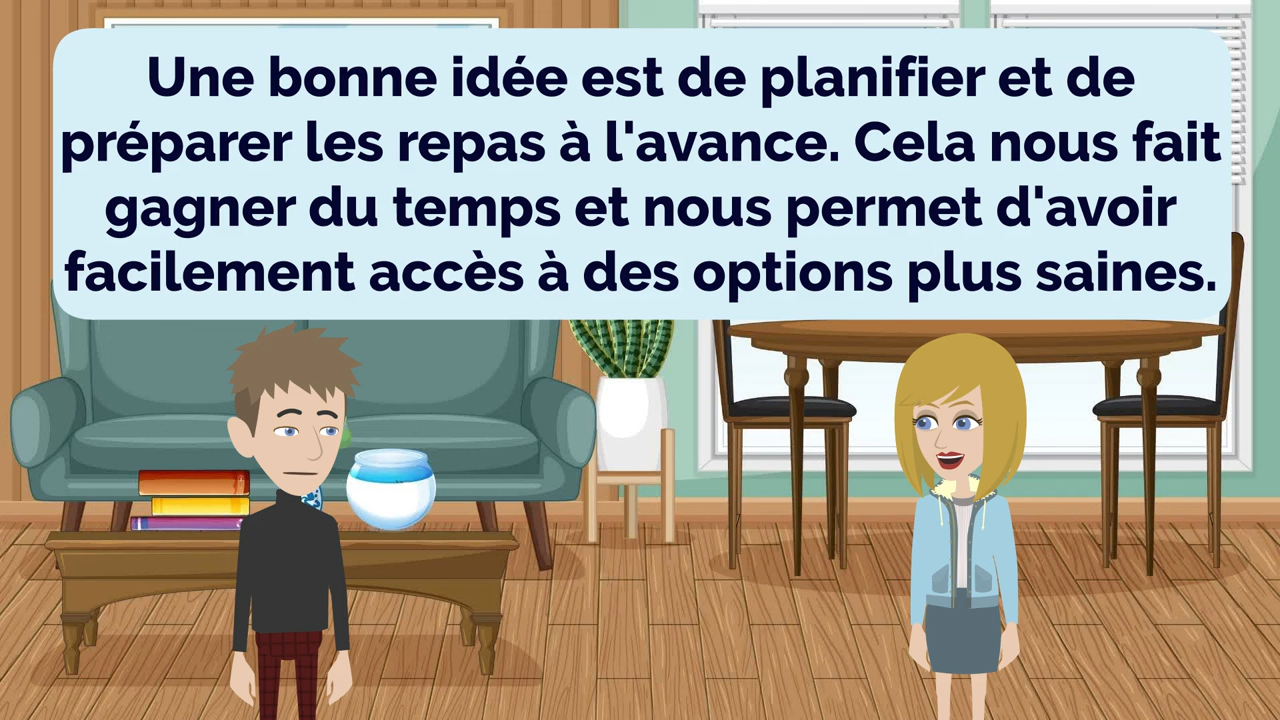 Une bonne idée est de planifier et de
préparer les repas à l'avance. Cela nous fait
gagner du temps et nous permet d'avoir
facilement accès à des options plus saines.